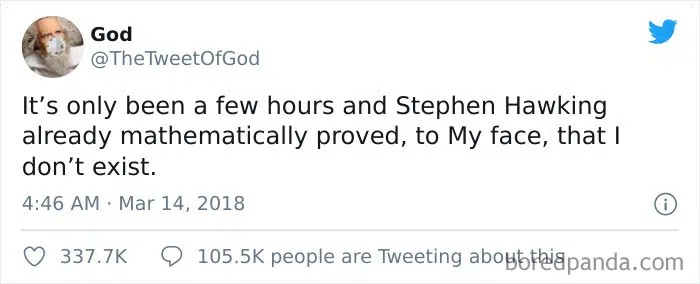 God
@TheTweetOfGod
It’s only been a few hours and Stephen Hawking
already mathematically proved, to My face, that I
don’t exist.
4:46 AM · Mar 14, 2018
337.7K 105.5K people are Tweeting about this
boredpanda.com